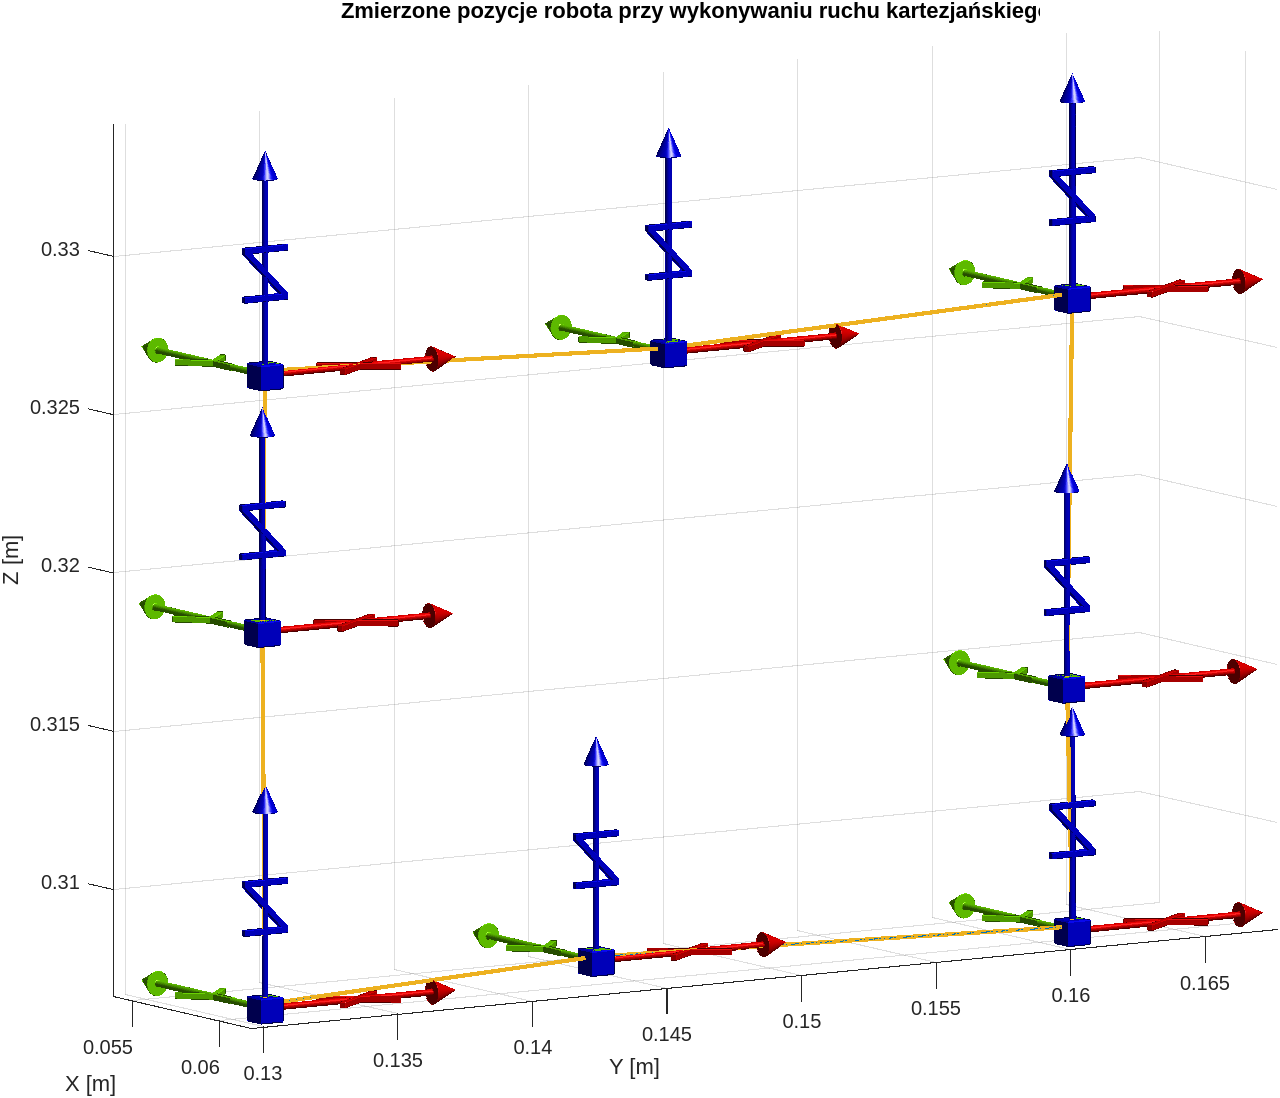 Zmierzone pozycje robota przy wykonywaniu ruchu kartezjańskieg
0.33
0.325
0.32
0.315
0.31
Z [m]
0.055
0.06
X [m]
0.13
0.135
0.14
0.145
0.15
0.155
0.16
0.165
Y [m]
Z
Z
Z
Z
Z
Z
Z
Z